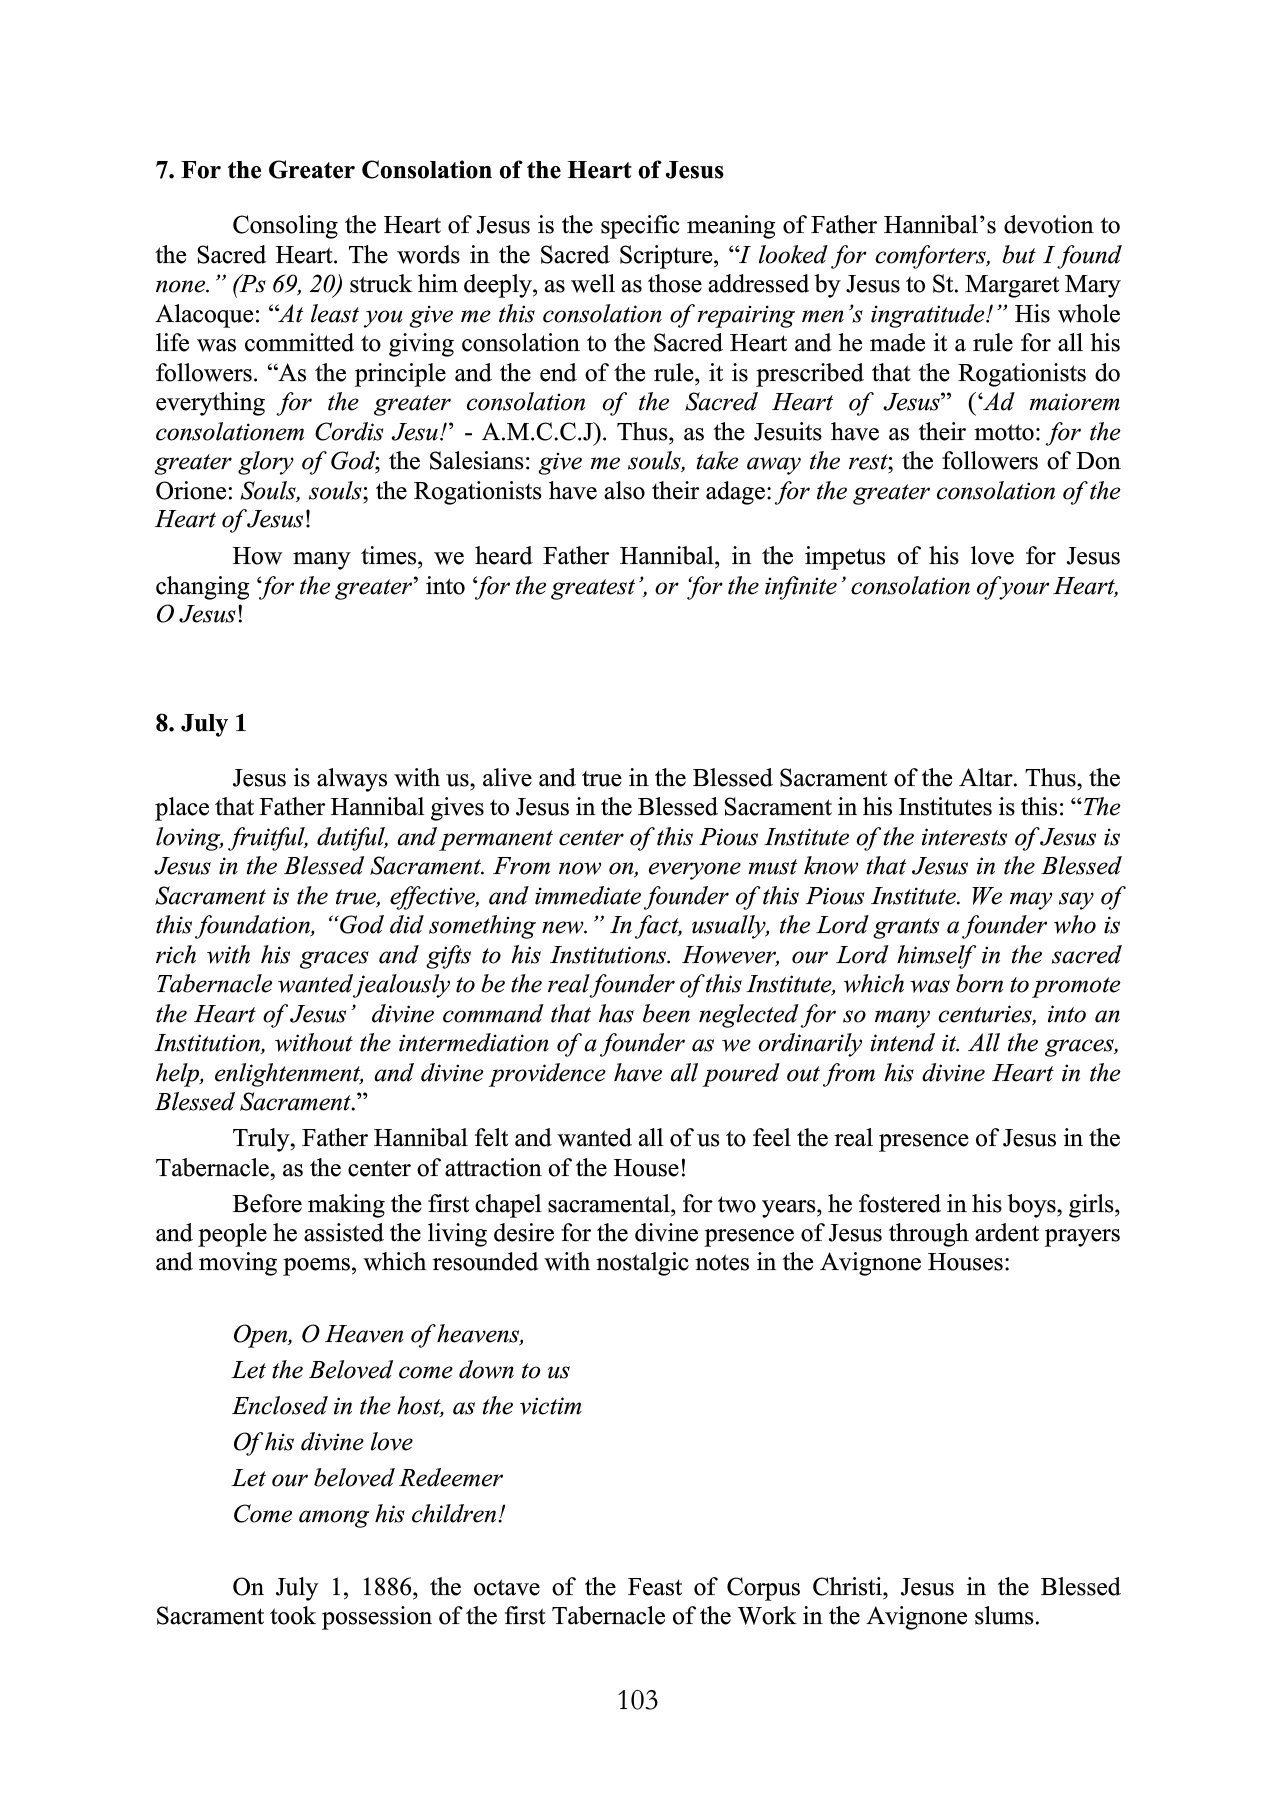 7. For the Greater Consolation of the Heart of Jesus
Consoling the Heart of Jesus is the specific meaning of Father Hannibal’s devotion to
the Sacred Heart. The words in the Sacred Scripture, “I looked for comforters, but I found
none.” (Ps 69, 20) struck him deeply, as well as those addressed by Jesus to St. Margaret Mary
Alacoque: “At least you give me this consolation of repairing men’s ingratitude!” His whole
life was committed to giving consolation to the Sacred Heart and he made it a rule for all his
followers. “As the principle and the end of the rule, it is prescribed that the Rogationists do
everything for the greater consolation of the Sacred Heart of Jesus” (‘Ad maiorem
consolationem Cordis Jesu!’ - A.M.C.C.J). Thus, as the Jesuits have as their motto: for the
greater glory of God; the Salesians: give me souls, take away the rest; the followers of Don
Orione: Souls, souls; the Rogationists have also their adage: for the greater consolation of the
Heart of Jesus!
How many times, we heard Father Hannibal, in the impetus of his love for Jesus
changing ‘for the greater’ into ‘for the greatest’, or ‘for the infinite’ consolation of your Heart,
O Jesus!
8. July 1
Jesus is always with us, alive and true in the Blessed Sacrament of the Altar. Thus, the
place that Father Hannibal gives to Jesus in the Blessed Sacrament in his Institutes is this: “The
loving, fruitful, dutiful, and permanent center of this Pious Institute of the interests of Jesus is
Jesus in the Blessed Sacrament. From now on, everyone must know that Jesus in the Blessed
Sacrament is the true, effective, and immediate founder of this Pious Institute. We may say of
this foundation, “God did something new.” In fact, usually, the Lord grants a founder who is
rich with his graces and gifts to his Institutions. However, our Lord himself in the sacred
Tabernacle wanted jealously to be the real founder of this Institute, which was born to promote
the Heart of Jesus’ divine command that has been neglected for so many centuries, into an
Institution, without the intermediation of a founder as we ordinarily intend it. All the graces,
help, enlightenment, and divine providence have all poured out from his divine Heart in the
Blessed Sacrament.”
Truly, Father Hannibal felt and wanted all of us to feel the real presence of Jesus in the
Tabernacle, as the center of attraction of the House!
Before making the first chapel sacramental, for two years, he fostered in his boys, girls,
and people he assisted the living desire for the divine presence of Jesus through ardent prayers
and moving poems, which resounded with nostalgic notes in the Avignone Houses:
Open, O Heaven of heavens,
Let the Beloved come down to us
Enclosed in the host, as the victim
Of his divine love
Let our beloved Redeemer
Come among his children!
On July 1, 1886, the octave of the Feast of Corpus Christi, Jesus in the Blessed
Sacrament took possession of the first Tabernacle of the Work in the Avignone slums.
103